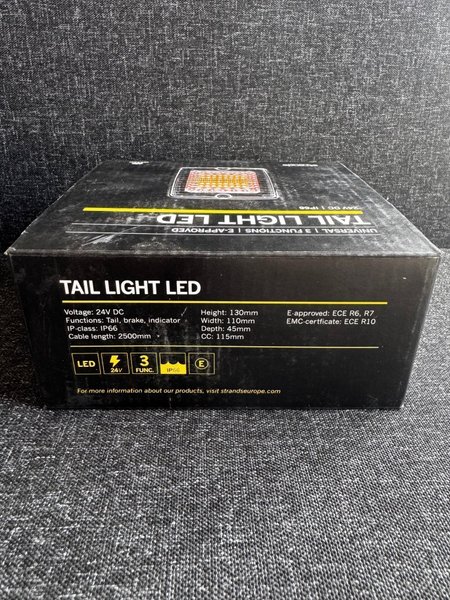 UNIVERSAL | 3 FUNCTIONS | E-APPROVED
TAIL LIGHT LED
24V DC | IP66
TAIL LIGHT LED
Voltage: 24V DC
Functions: Tail, brake, indicator
IP-class: IP66
Cable length: 2500mm
Height: 130mm
Width: 110mm
Depth: 45mm
CC: 115mm
E-approved: ECE R6, R7
EMC-certficate: ECE R10
LED
24V
3
FUNC.
IP66
E
For more information about our products, visit strandseurope.com